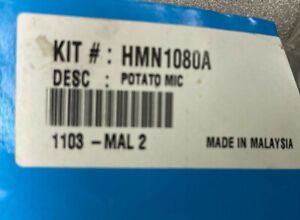 KIT # : HMN1080A
DESC : POTATO MIC
1103 -MAL 2 MADE IN MALAYSIA